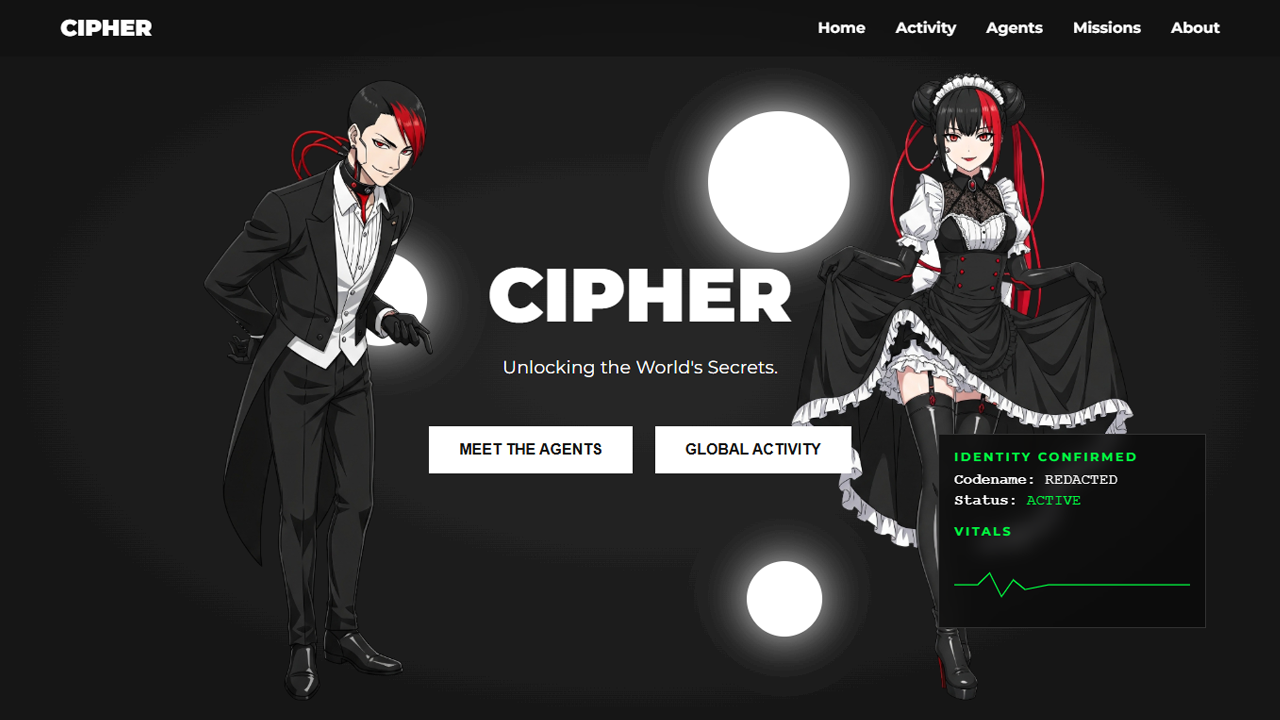 CIPHER
Home
Activity
Agents
Missions
About
CIPHER
Unlocking the World's Secrets.
MEET THE AGENTS
GLOBAL ACTIVITY
IDENTITY CONFIRMED
Codename: REDACTED
Status: ACTIVE
VITALS